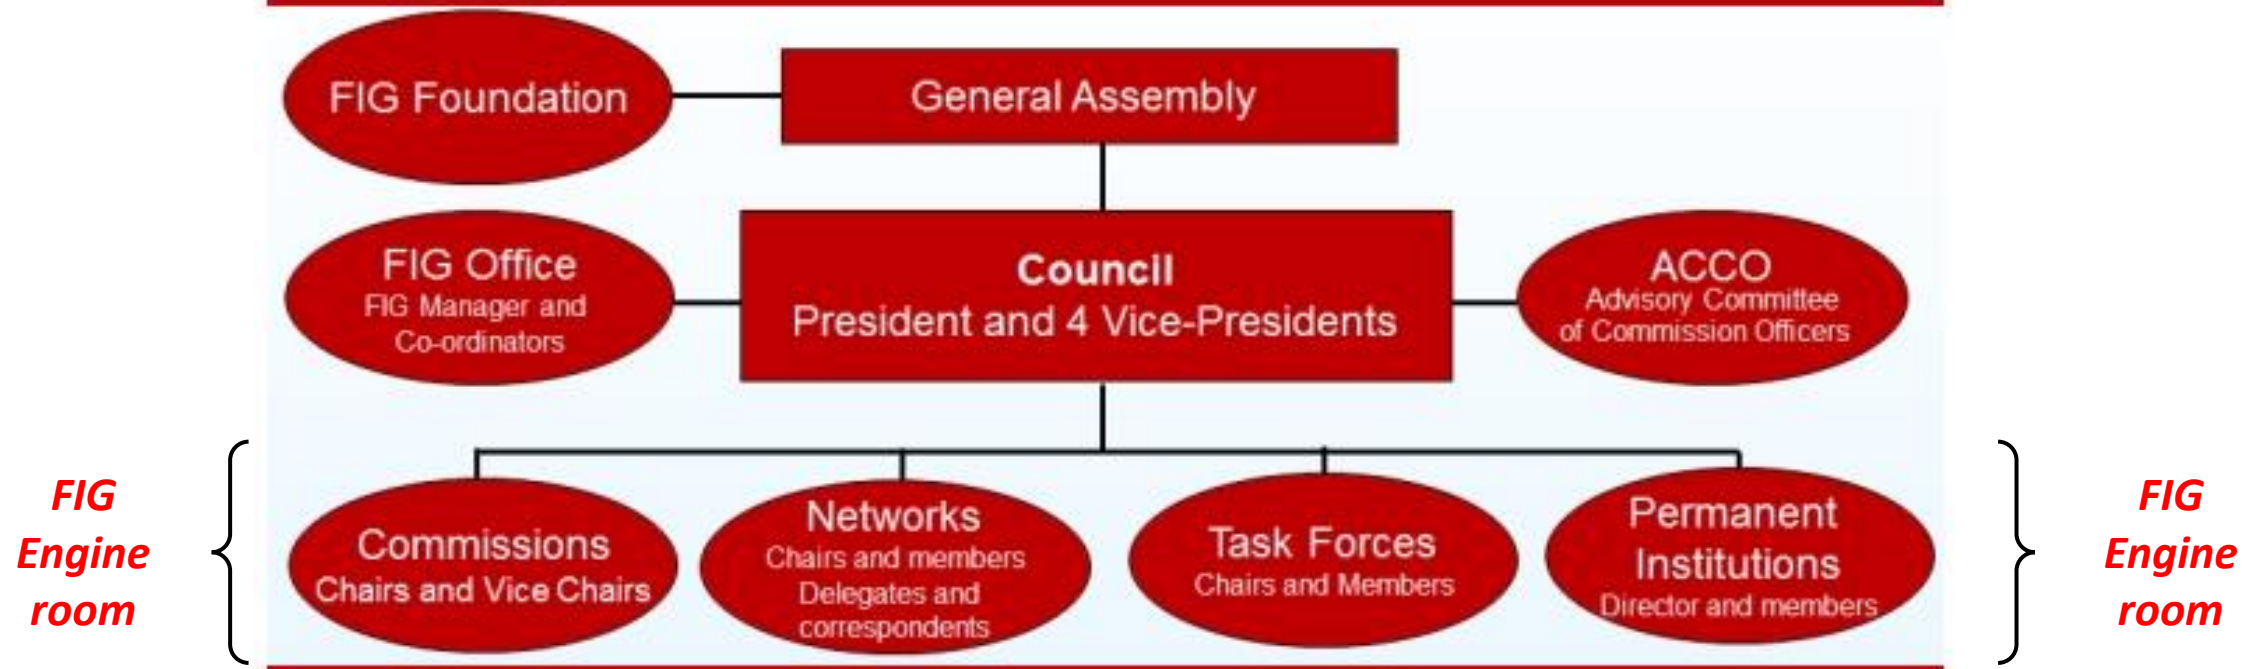 FIG Foundation
General Assembly
FIG Office
FIG Manager and
Co-ordinators
Council
President and 4 Vice-Presidents
ACCO
Advisory Committee
of Commission Officers
FIG
Engine
room
Commissions
Chairs and Vice Chairs
Networks
Chairs and members
Delegates and
correspondents
Task Forces
Chairs and Members
Permanent
Institutions
Director and members
FIG
Engine
room